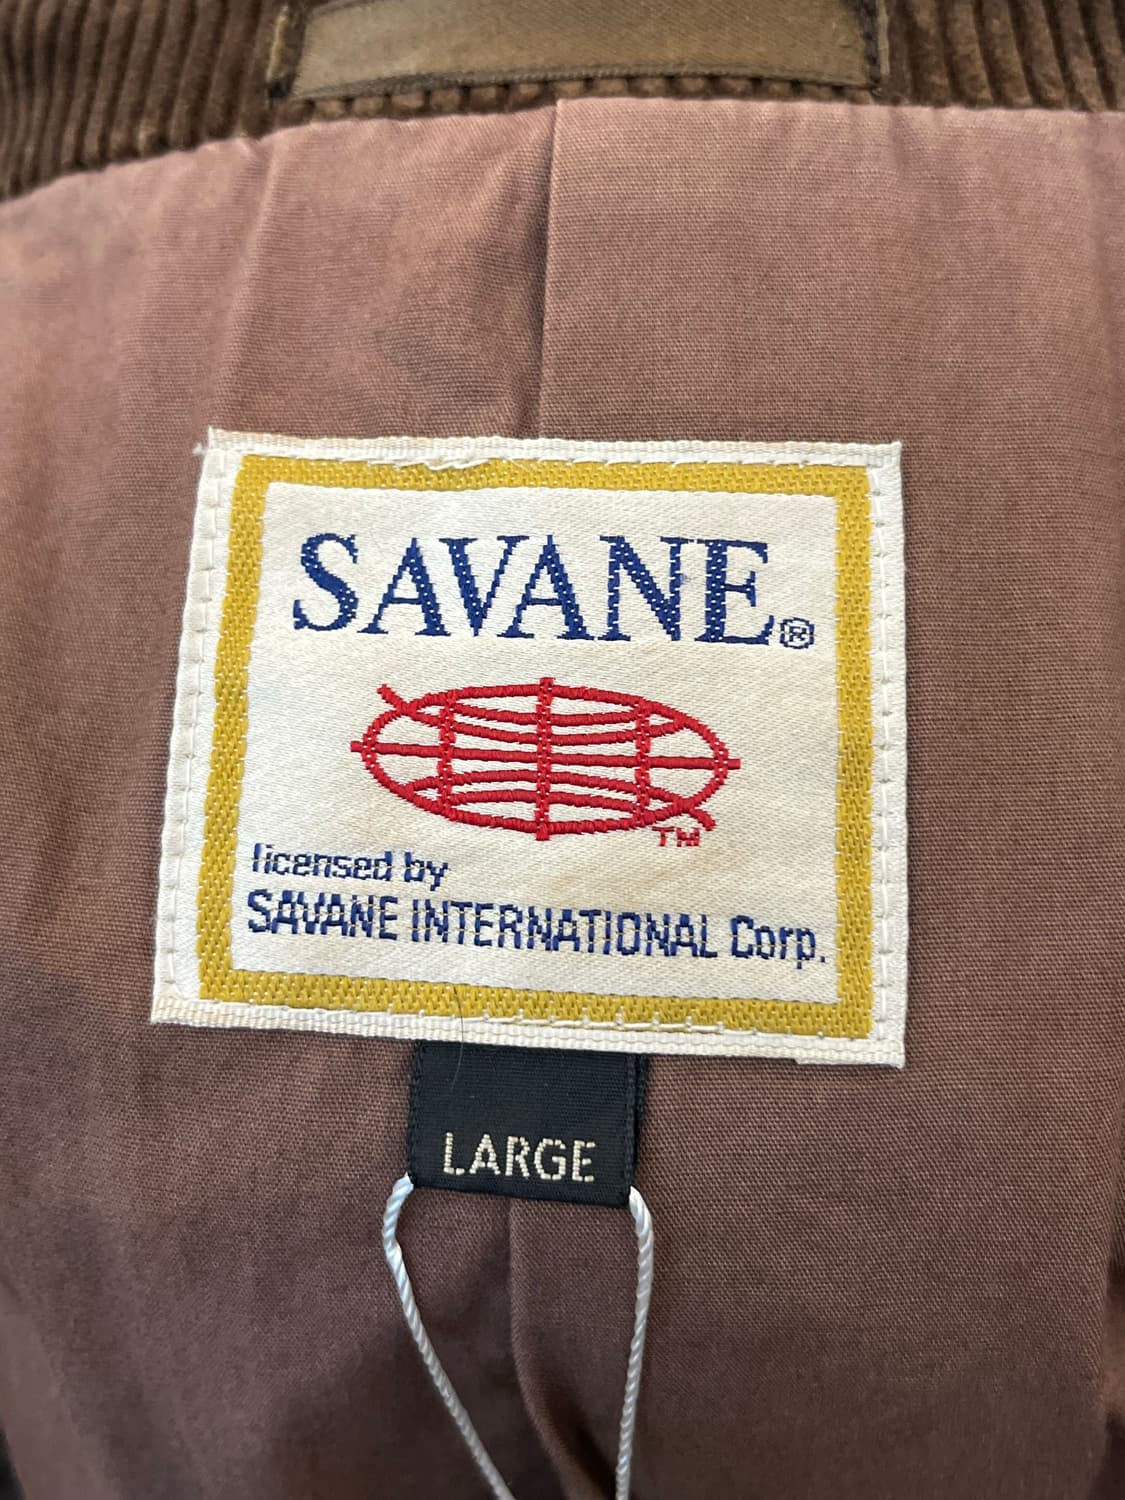 SAVANE®
TM
licensed by
SAVANE INTERNATIONAL Corp.
LARGE